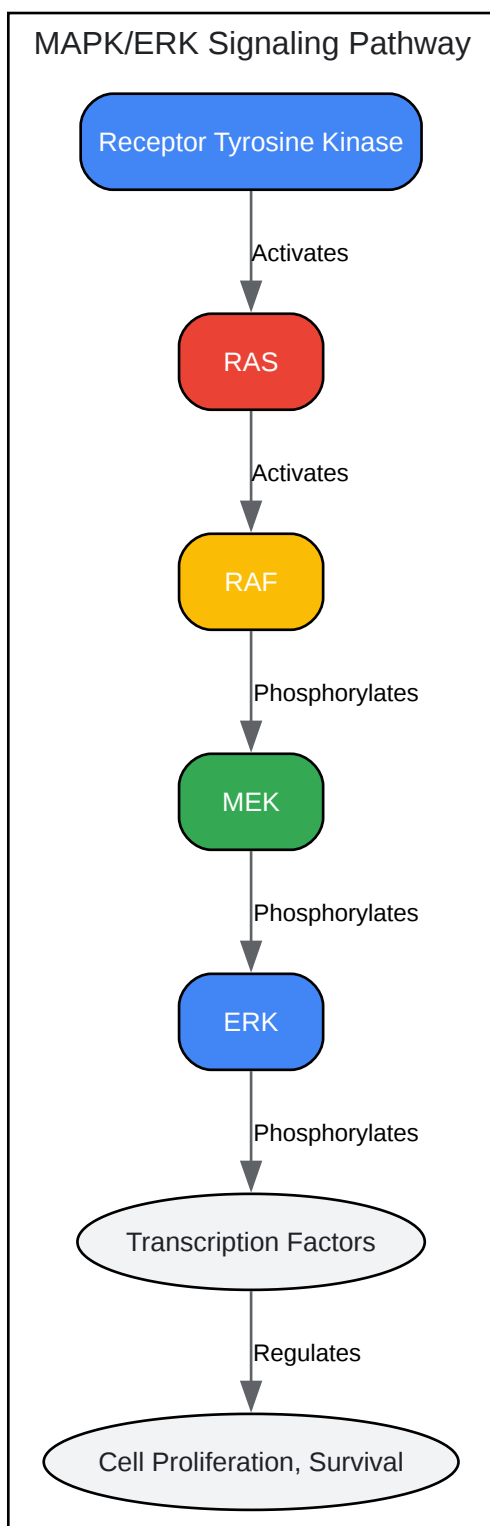 MAPK/ERK Signaling Pathway
Receptor Tyrosine Kinase
Activates
RAS
Activates
RAF
Phosphorylates
MEK
Phosphorylates
ERK
Phosphorylates
Transcription Factors
Regulates
Cell Proliferation, Survival